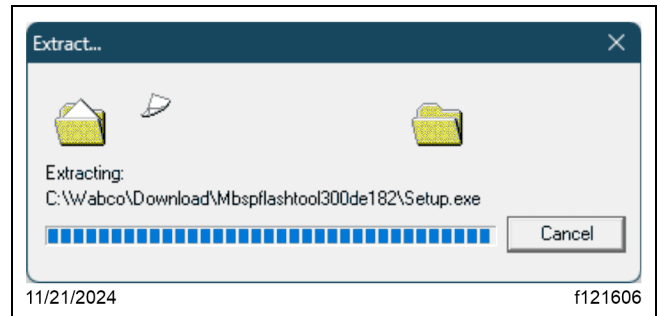 Extract...
Extracting:
C:\Wabco\Download\Mbspflashtool300de182\Setup.exe
Cancel
11/21/2024
f121606